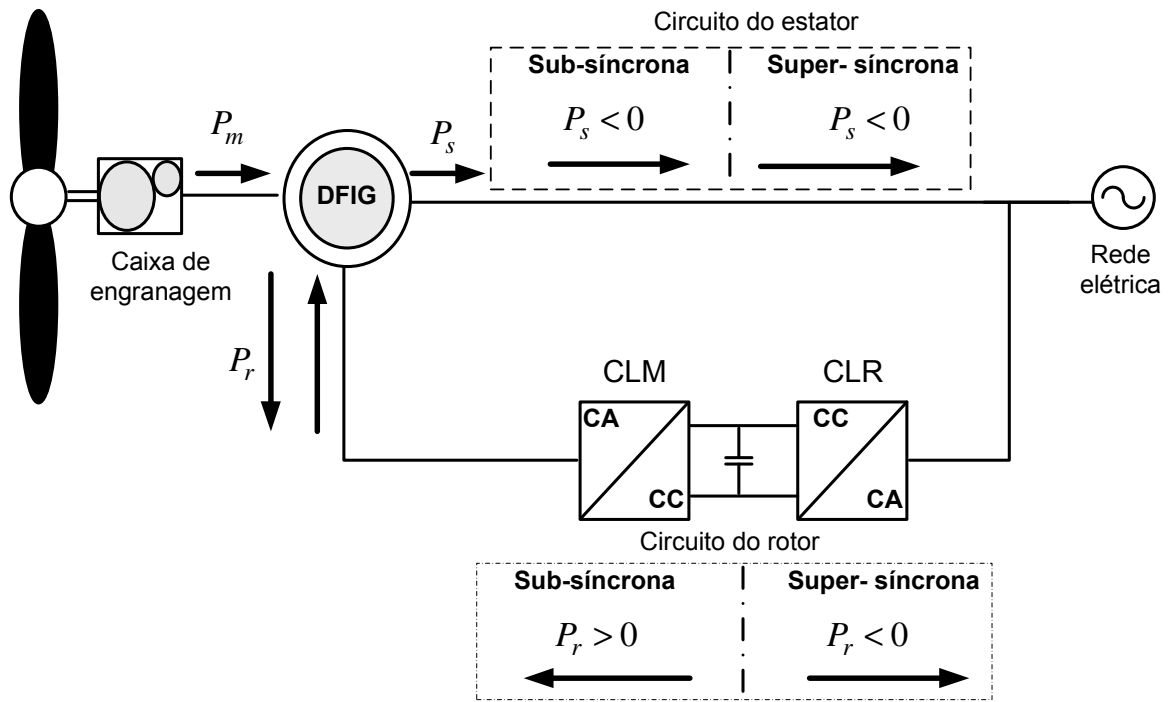 Circuito do estator
Sub-síncrona
Super- síncrona
P_s < 0
P_s < 0
P_m
P_s
DFIG
Caixa de
engranagem
Rede
elétrica
P_r
CLM
CLR
CA
CC
CC
CA
Circuito do rotor
Sub-síncrona
Super- síncrona
P_r > 0
P_r < 0